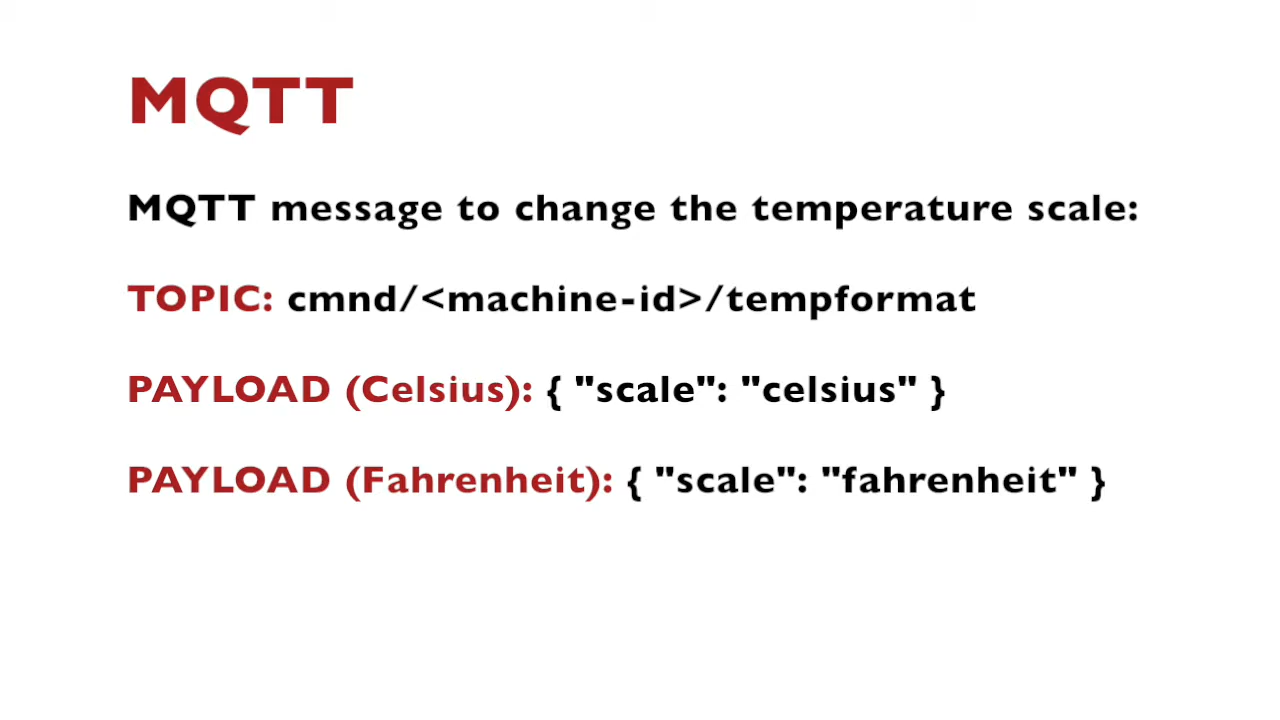 MQTT
MQTT message to change the temperature scale:
TOPIC: cmnd/<machine-id>/tempformat
PAYLOAD (Celsius): { "scale": "celsius" }
PAYLOAD (Fahrenheit): { "scale": "fahrenheit" }